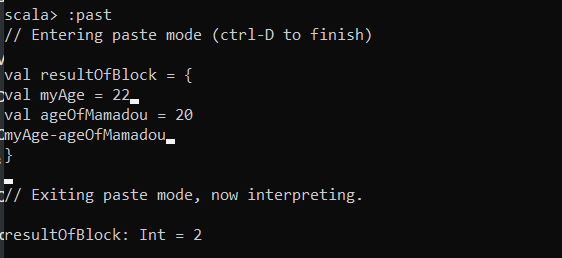 scala> :past
// Entering paste mode (ctrl-D to finish)
val resultOfBlock = {
val myAge = 22
val ageOfMamadou = 20
myAge-ageOfMamadou
}
// Exiting paste mode, now interpreting.
resultOfBlock: Int = 2